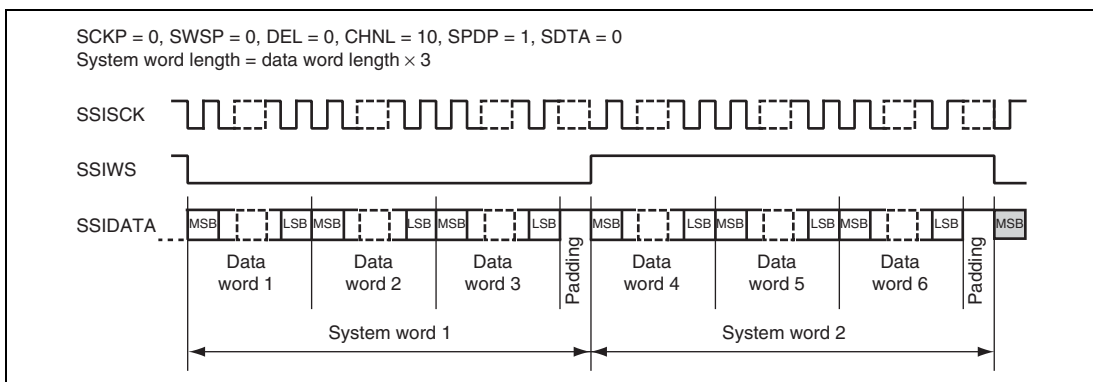 SCKP = 0, SWSP = 0, DEL = 0, CHNL = 10, SPDP = 1, SDTA = 0
System word length = data word length × 3
SSISCK
SSIWS
SSIDATA
MSB LSB MSB LSB MSB LSB MSB LSB MSB LSB MSB LSB MSB
Data word 1
Data word 2
Data word 3
Padding
Data word 4
Data word 5
Data word 6
Padding
System word 1
System word 2